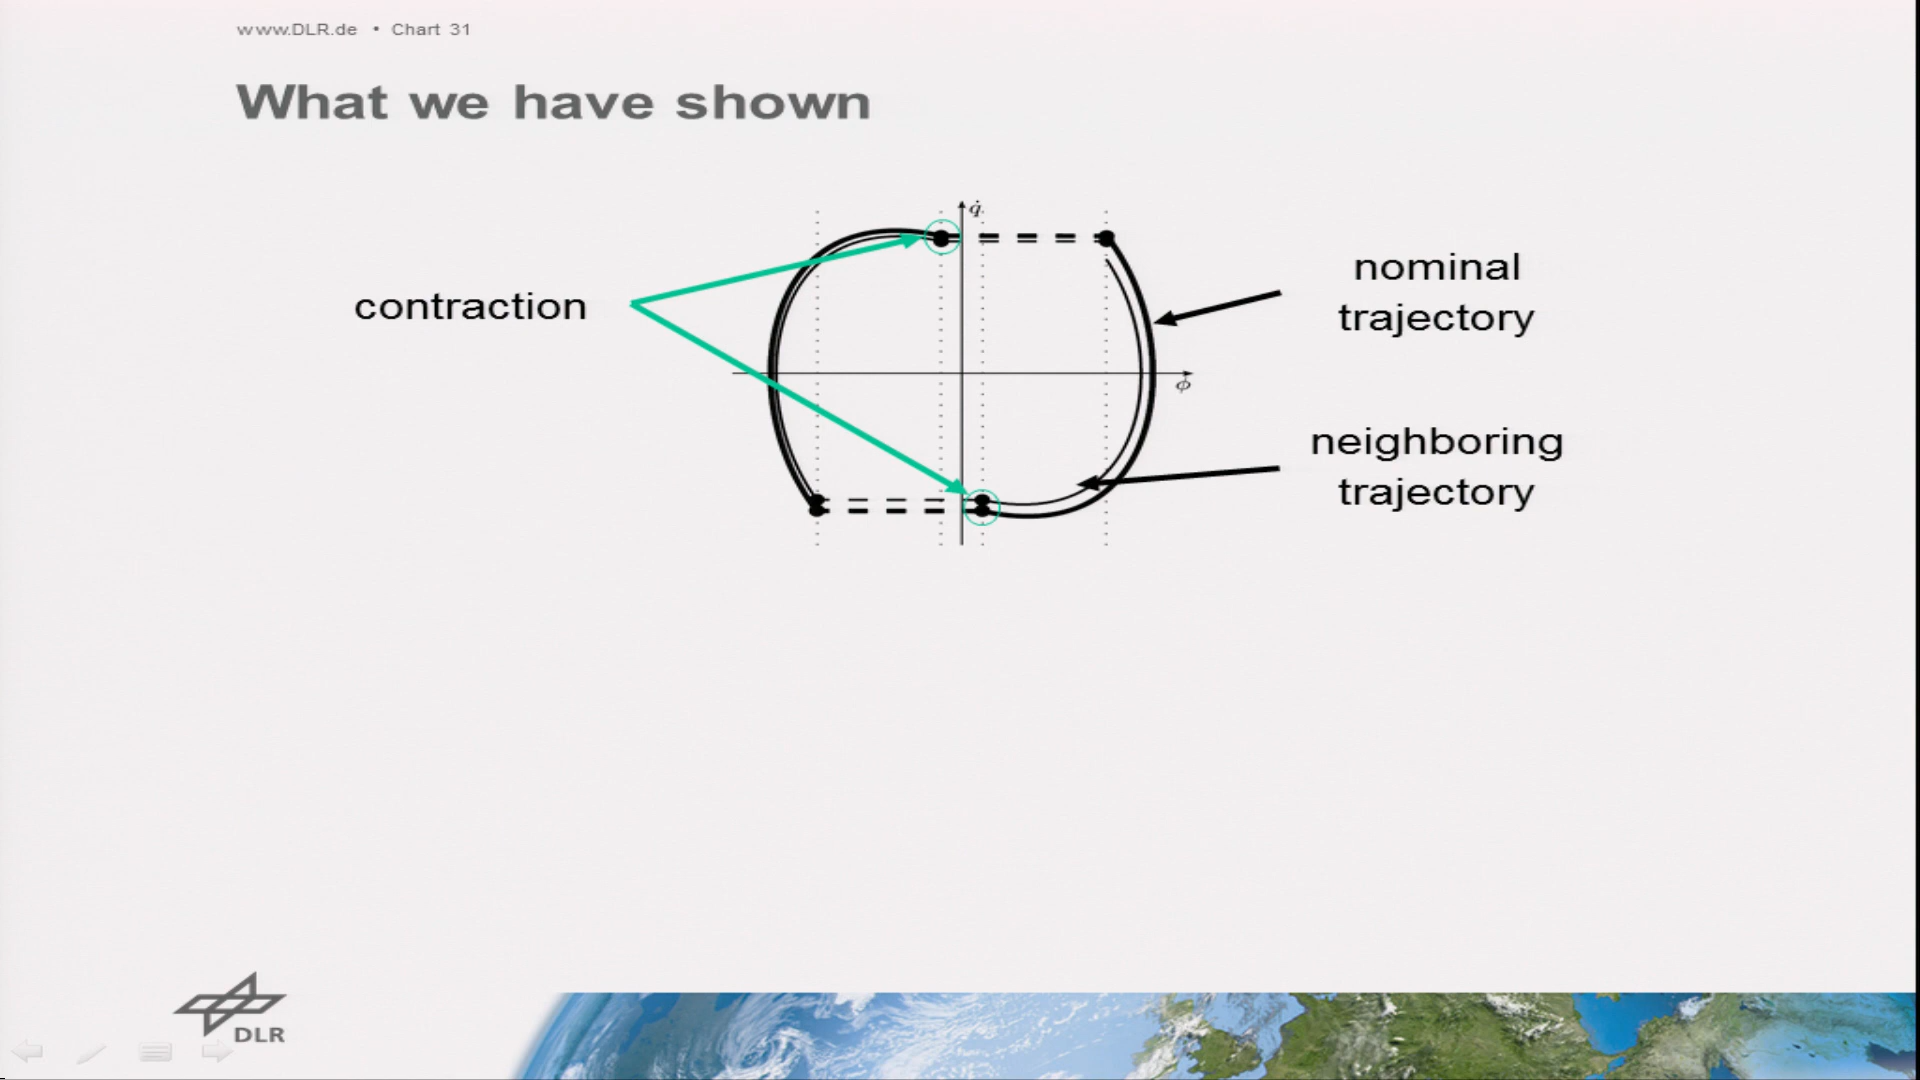 www.DLR.de • Chart 31
What we have shown
q̇
contraction
nominal
trajectory
ϕ
neighboring
trajectory
DLR